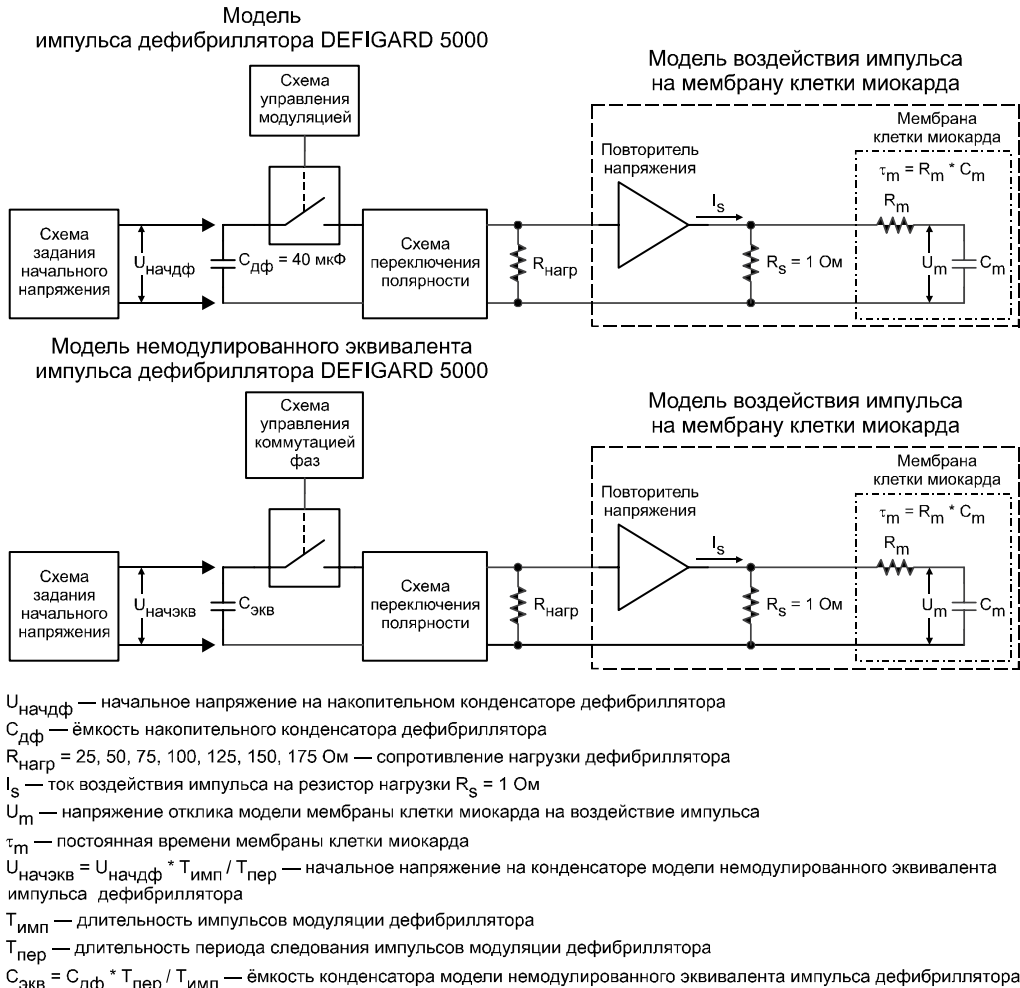 Модель
импульса дефибриллятора DEFIGARD 5000
Схема
управления
модуляцией
Модель воздействия импульса
на мембрану клетки миокарда
Мембрана
клетки миокарда
τm = Rm * Cm
Повторитель
напряжения
Is
Rm
Схема
задания
начального
напряжения
Uначдф
Cдф = 40 мкФ
Схема
переключения
полярности
Rнагр
Rs = 1 Ом
Um
Cm
Модель немодулированного эквивалента
импульса дефибриллятора DEFIGARD 5000
Схема
управления
коммутацией
фаз
Модель воздействия импульса
на мембрану клетки миокарда
Мембрана
клетки миокарда
τm = Rm * Cm
Повторитель
напряжения
Is
Rm
Схема
задания
начального
напряжения
Uначэкв
Cэкв
Схема
переключения
полярности
Rнагр
Rs = 1 Ом
Um
Cm
Uначдф — начальное напряжение на накопительном конденсаторе дефибриллятора
Cдф — ёмкость накопительного конденсатора дефибриллятора
Rнагр = 25, 50, 75, 100, 125, 150, 175 Ом — сопротивление нагрузки дефибриллятора
Is — ток воздействия импульса на резистор нагрузки Rs = 1 Ом
Um — напряжение отклика модели мембраны клетки миокарда на воздействие импульса
τm — постоянная времени мембраны клетки миокарда
Uначэкв = Uначдф * Tимп / Tпер — начальное напряжение на конденсаторе модели немодулированного эквивалента
импульса дефибриллятора
Tимп — длительность импульсов модуляции дефибриллятора
Tпер — длительность периода следования импульсов модуляции дефибриллятора
Cэкв = Cдф * Tпер / Tимп — ёмкость конденсатора модели немодулированного эквивалента импульса дефибриллятора